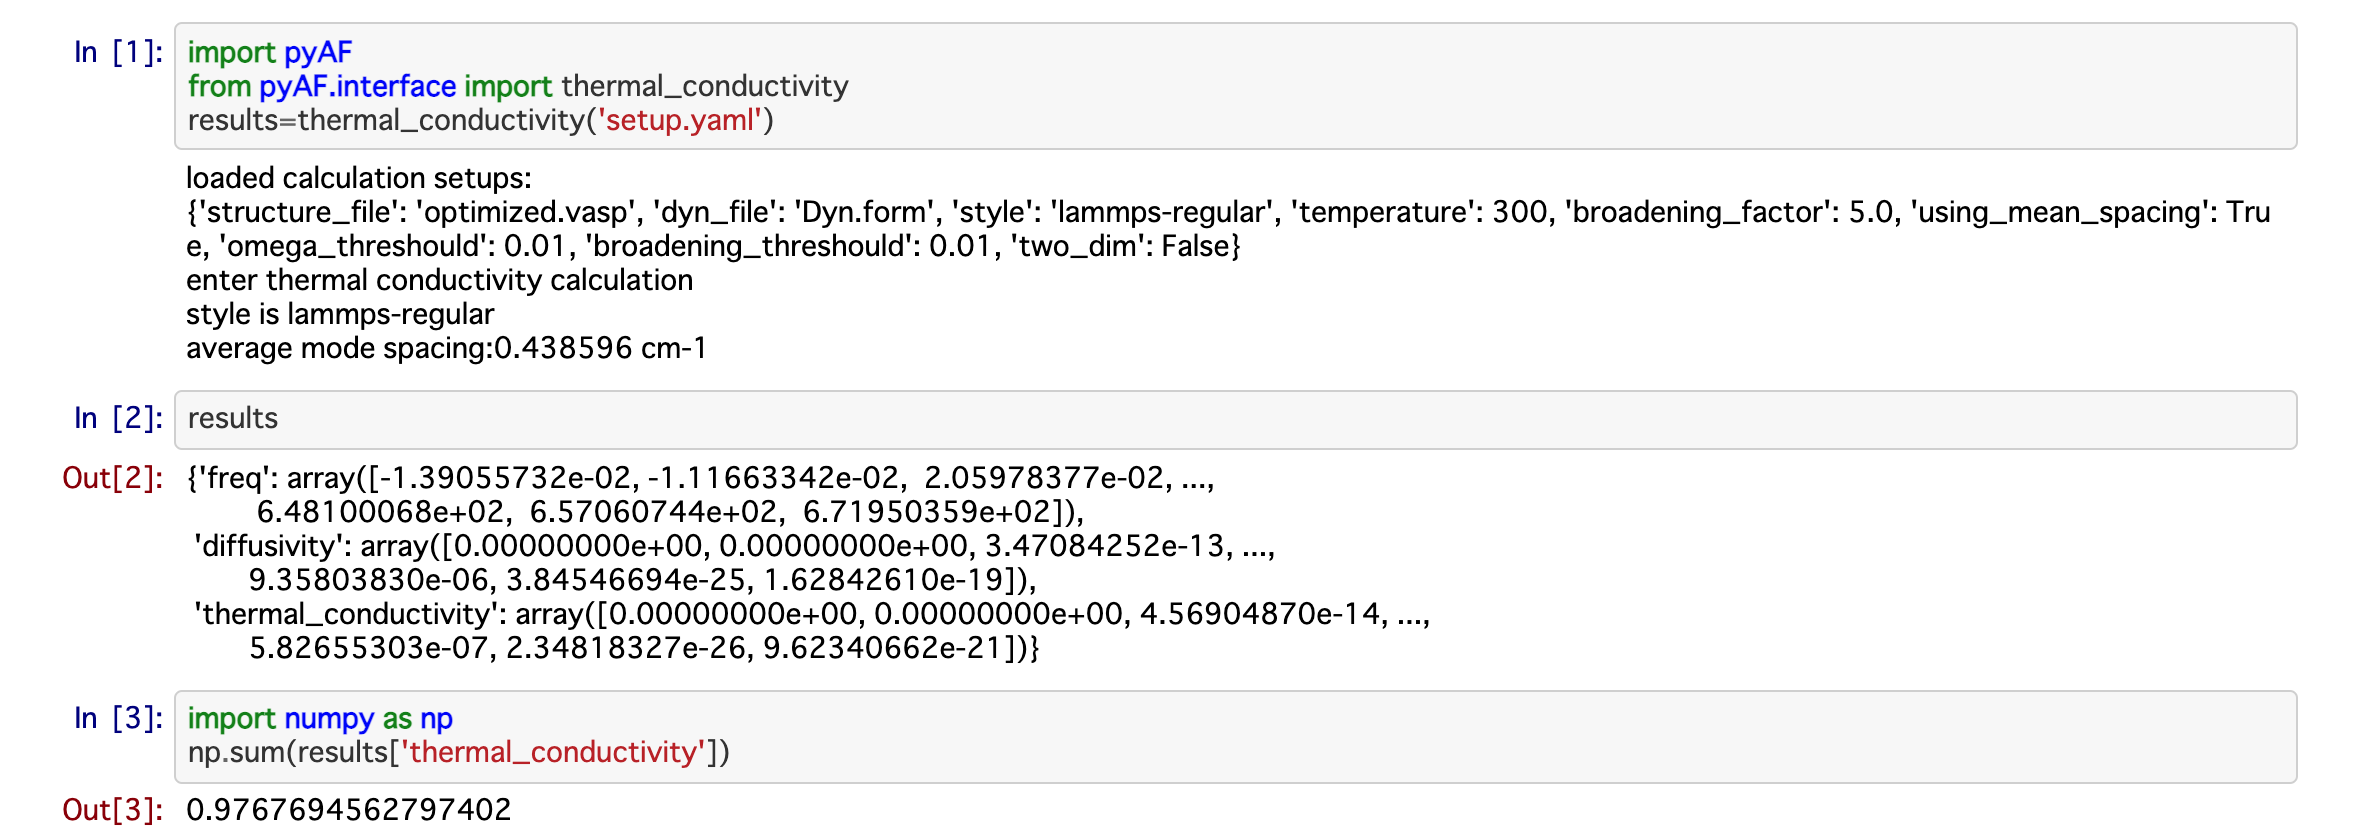 In [1]: import pyAF
from pyAF.interface import thermal_conductivity
results=thermal_conductivity('setup.yaml')
loaded calculation setups:
{'structure_file': 'optimized.vasp', 'dyn_file': 'Dyn.form', 'style': 'lammps-regular', 'temperature': 300, 'broadening_factor': 5.0, 'using_mean_spacing': Tru
e, 'omega_threshould': 0.01, 'broadening_threshould': 0.01, 'two_dim': False}
enter thermal conductivity calculation
style is lammps-regular
average mode spacing:0.438596 cm-1
In [2]: results
Out[2]: {'freq': array([-1.39055732e-02, -1.11663342e-02,  2.05978377e-02, ...,
6.48100068e+02,  6.57060744e+02,  6.71950359e+02]),
'diffusivity': array([0.00000000e+00, 0.00000000e+00, 3.47084252e-13, ...,
9.35803830e-06, 3.84546694e-25, 1.62842610e-19]),
'thermal_conductivity': array([0.00000000e+00, 0.00000000e+00, 4.56904870e-14, ...,
5.82655303e-07, 2.34818327e-26, 9.62340662e-21])}
In [3]: import numpy as np
np.sum(results['thermal_conductivity'])
Out[3]: 0.9767694562797402